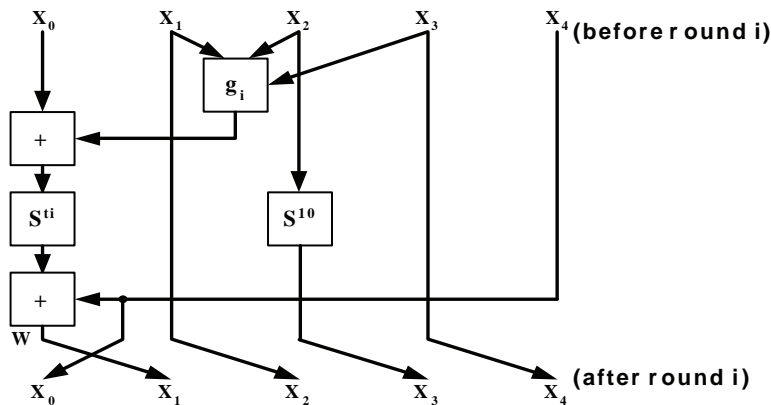 X₀ X₁ X₂ X₃ X₄ (before round i)
gᵢ
+
Sᵗⁱ S¹⁰
+
W
X₀ X₁ X₂ X₃ X₄ (after round i)